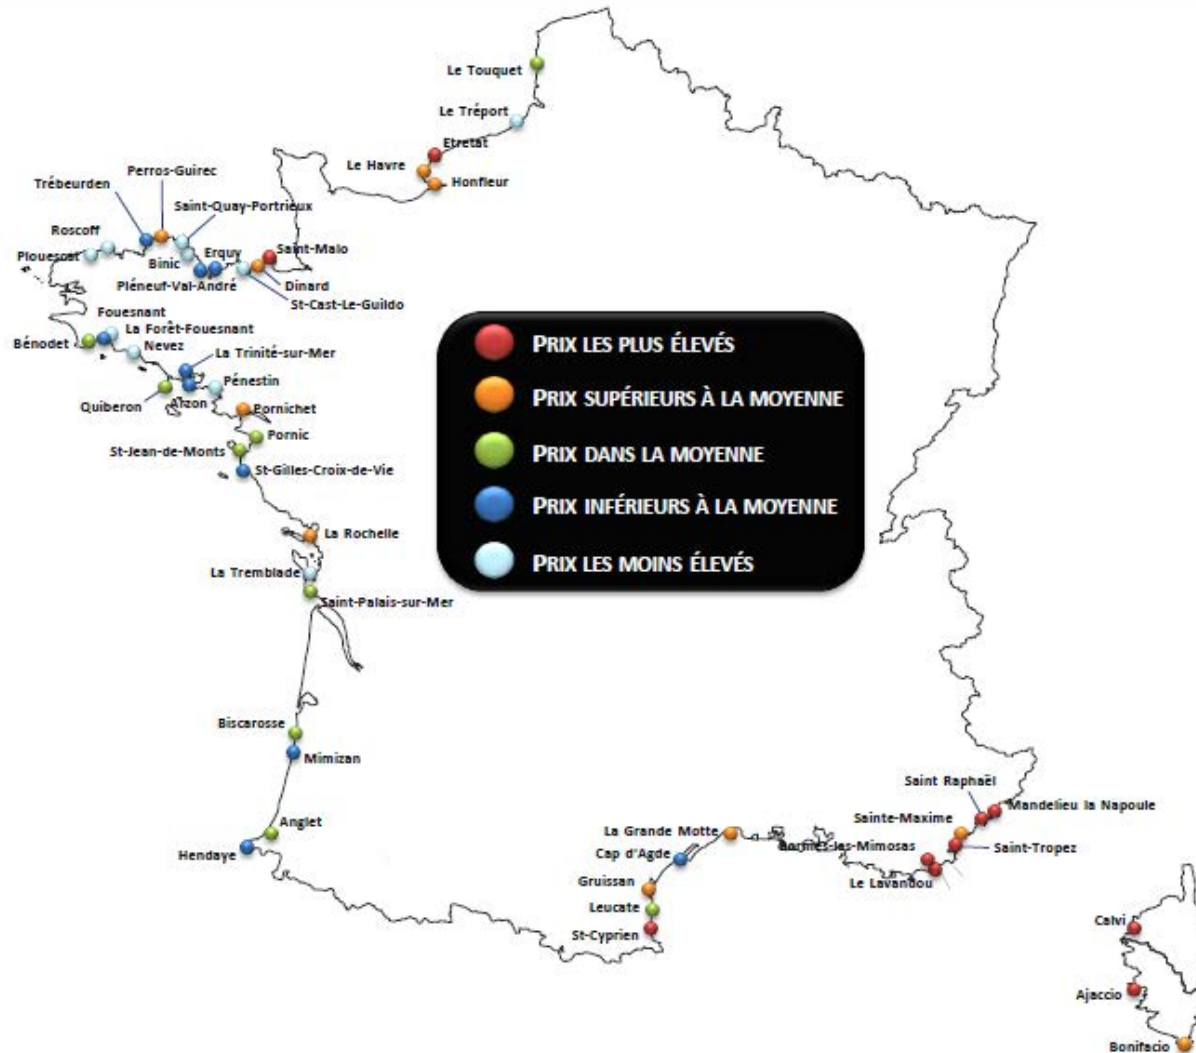 Le Touquet
Le Tréport
Etretat
Le Havre
Honfleur
Perros-Guirec
Trébeurden
Saint-Quay-Portrieux
Roscoff
Plouescat
Binic
Erquy
Saint-Malo
Pléneuf-Val-André
Dinard
St-Cast-Le-Guildo
Fouesnant
La Forêt-Fouesnant
Bénodet
Nevez
La Trinité-sur-Mer
Pénestin
Quiberon
Arzon
Pornichet
Pornic
St-Jean-de-Monts
St-Gilles-Croix-de-Vie
La Rochelle
La Tremblade
Saint-Palais-sur-Mer
PRIX LES PLUS ÉLEVÉS
PRIX SUPÉRIEURS À LA MOYENNE
PRIX DANS LA MOYENNE
PRIX INFÉRIEURS À LA MOYENNE
PRIX LES MOINS ÉLEVÉS
Biscarosse
Mimizan
Anglet
Hendaye
Saint Raphaël
Mandelieu la Napoule
Sainte-Maxime
La Grande Motte
Bormes-las-Mimosas
Saint-Tropez
Cap d'Agde
Le Lavandou
Gruissan
Leucate
St-Cyprien
Calvi
Ajaccio
Bonifacio